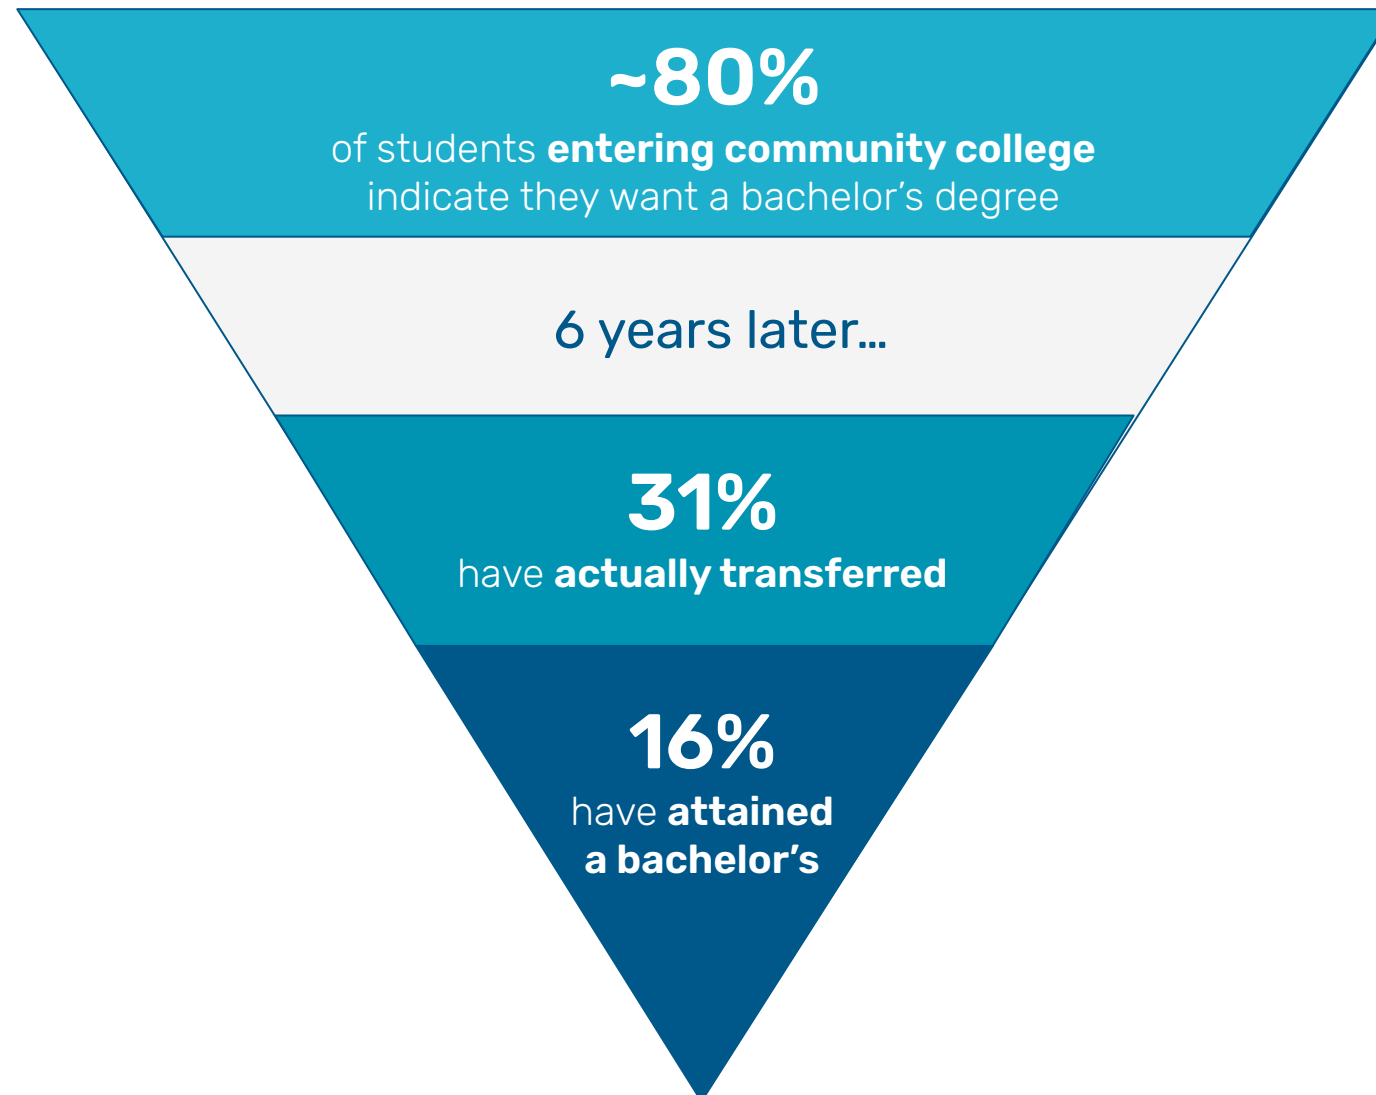 ~80%
of students entering community college
indicate they want a bachelor’s degree
6 years later…
31%
have actually transferred
16%
have attained
a bachelor’s